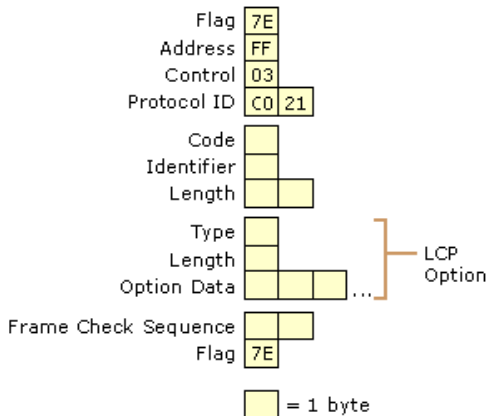 Flag 7E
Address FF
Control 03
Protocol ID C0 21
Code
Identifier
Length
Type
Length
Option Data ...
LCP
Option
Frame Check Sequence
Flag 7E
= 1 byte